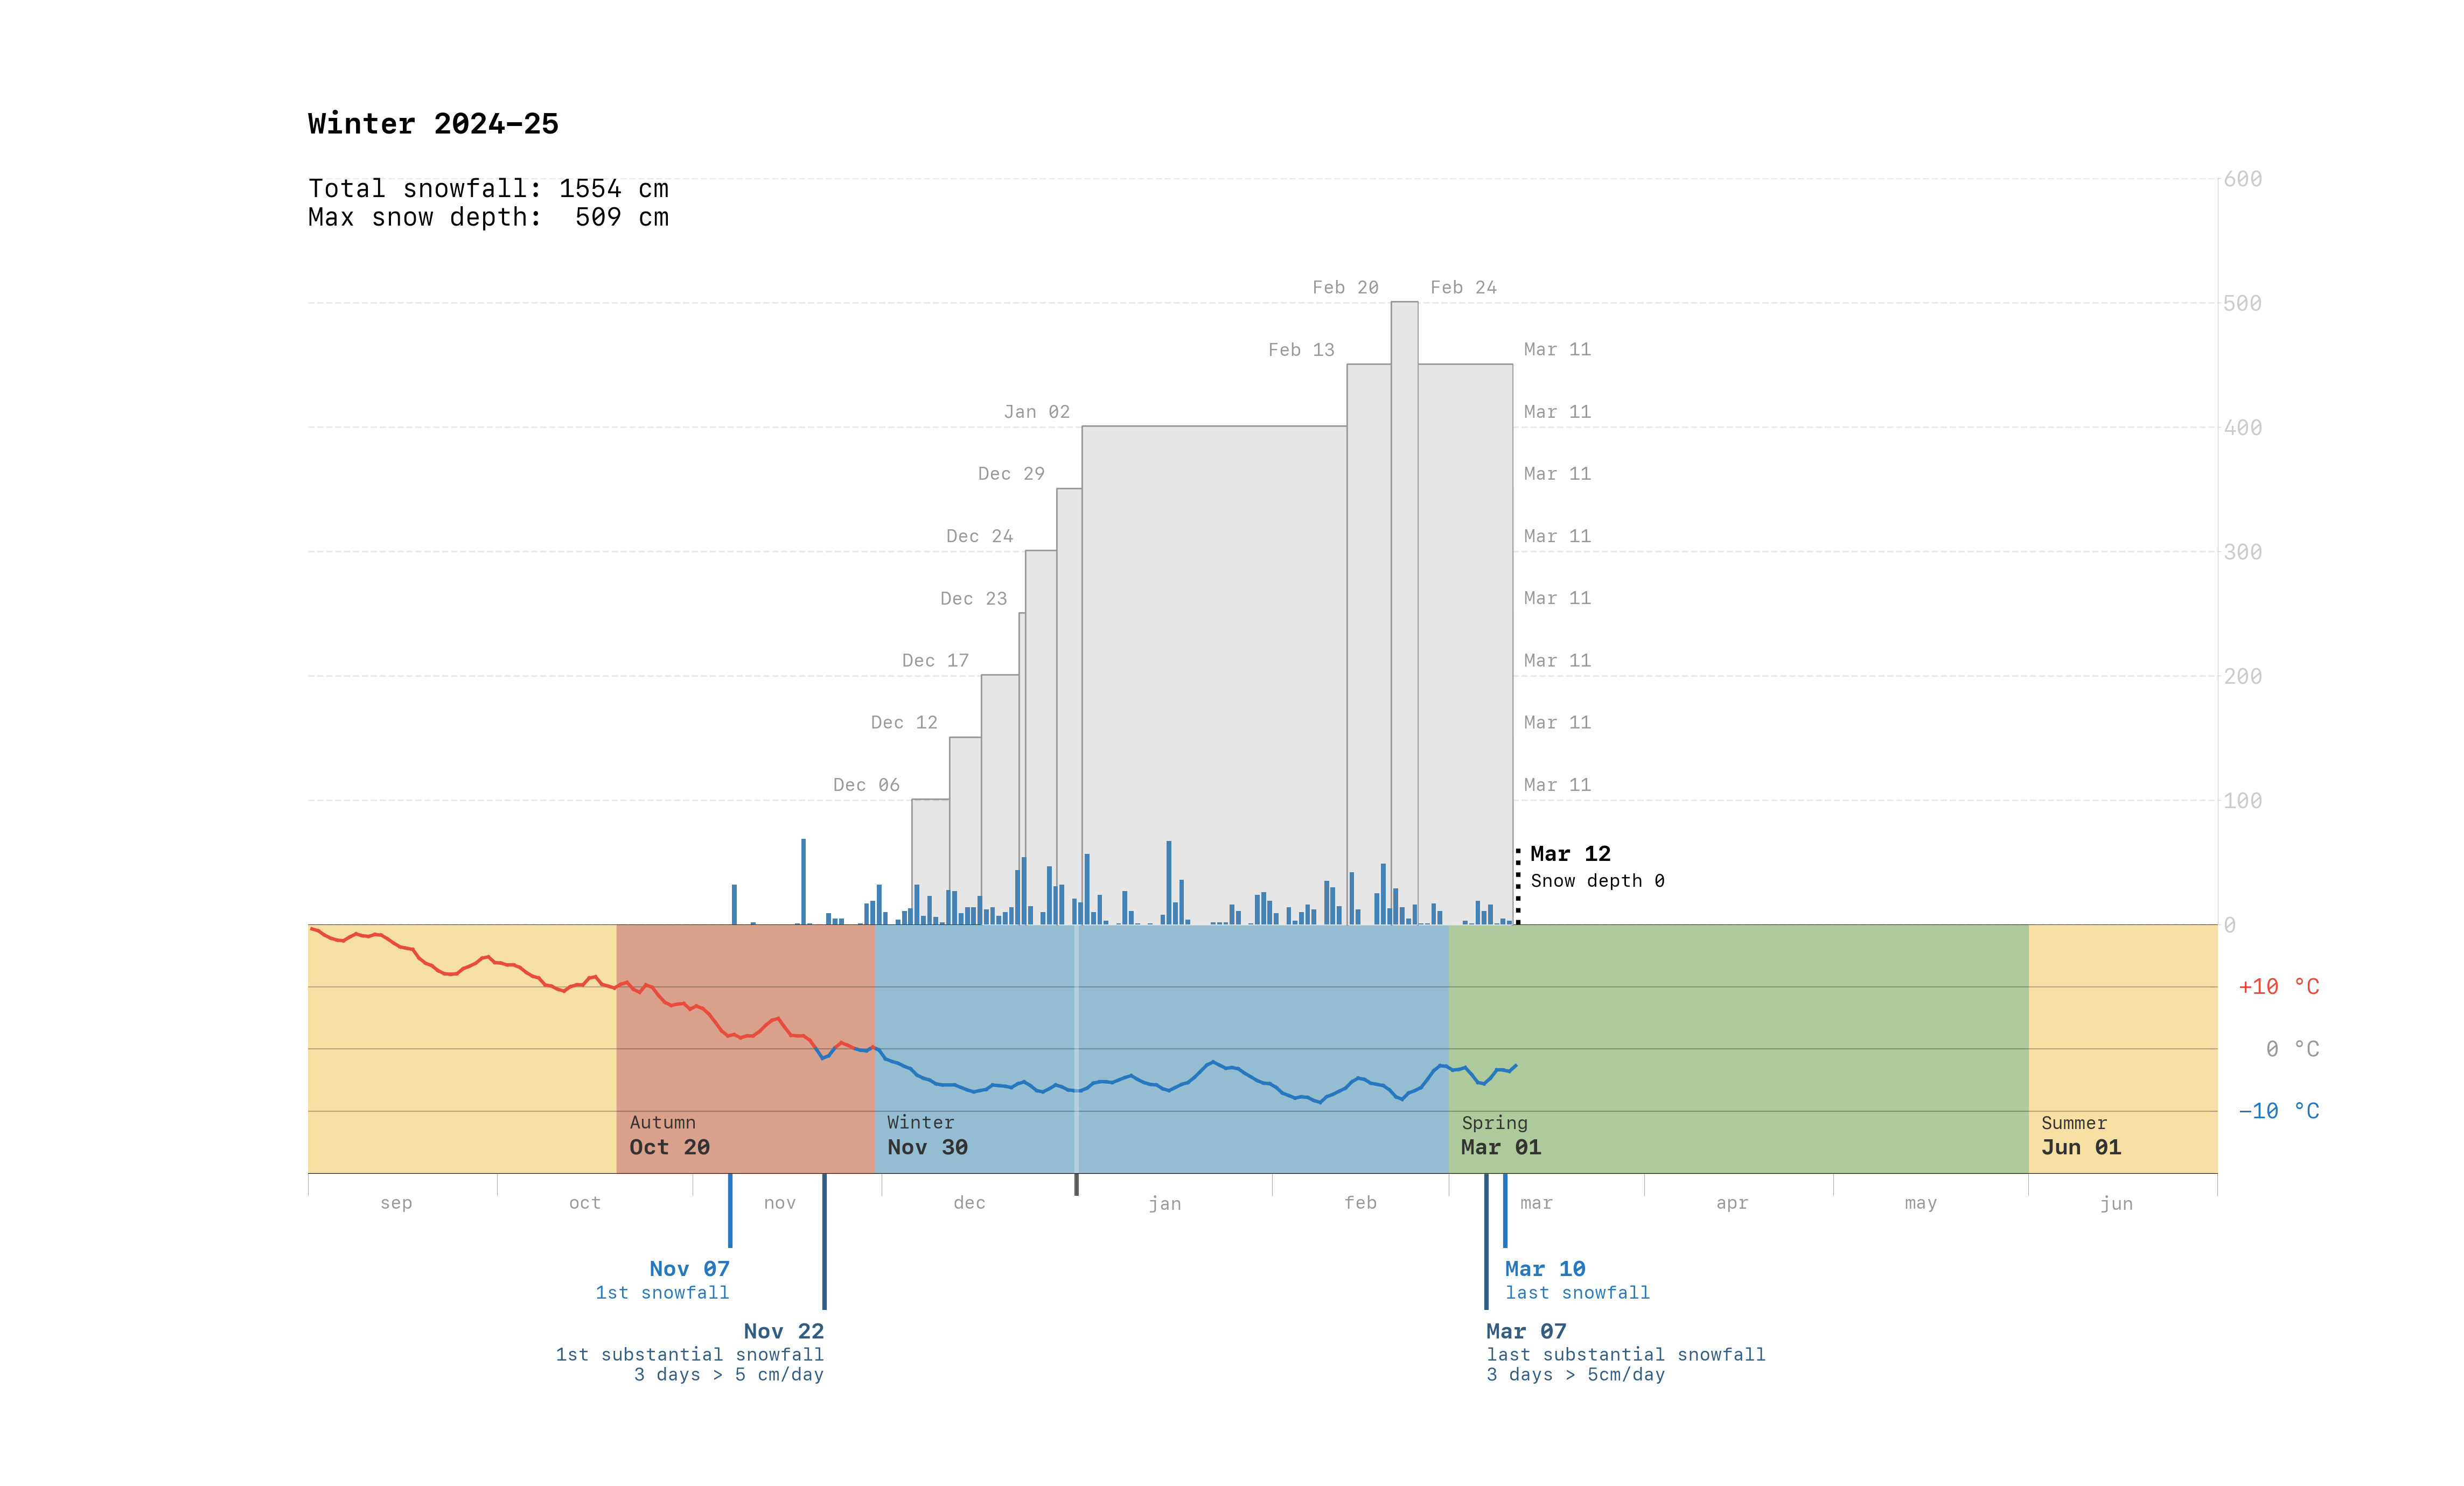 Winter 2024–25
Total snowfall: 1554 cm
Max snow depth:  509 cm
600
Feb 20
Feb 24
500
Feb 13
Mar 11
Jan 02
Mar 11
400
Dec 29
Mar 11
Dec 24
Mar 11
300
Dec 23
Mar 11
Dec 17
Mar 11
200
Dec 12
Mar 11
Dec 06
Mar 11
100
Mar 12
Snow depth 0
0
+10 °C
0 °C
−10 °C
Autumn
Oct 20
Winter
Nov 30
Spring
Mar 01
Summer
Jun 01
sep
oct
nov
dec
jan
feb
mar
apr
may
jun
Nov 07
1st snowfall
Mar 10
last snowfall
Nov 22
1st substantial snowfall
3 days > 5 cm/day
Mar 07
last substantial snowfall
3 days > 5cm/day